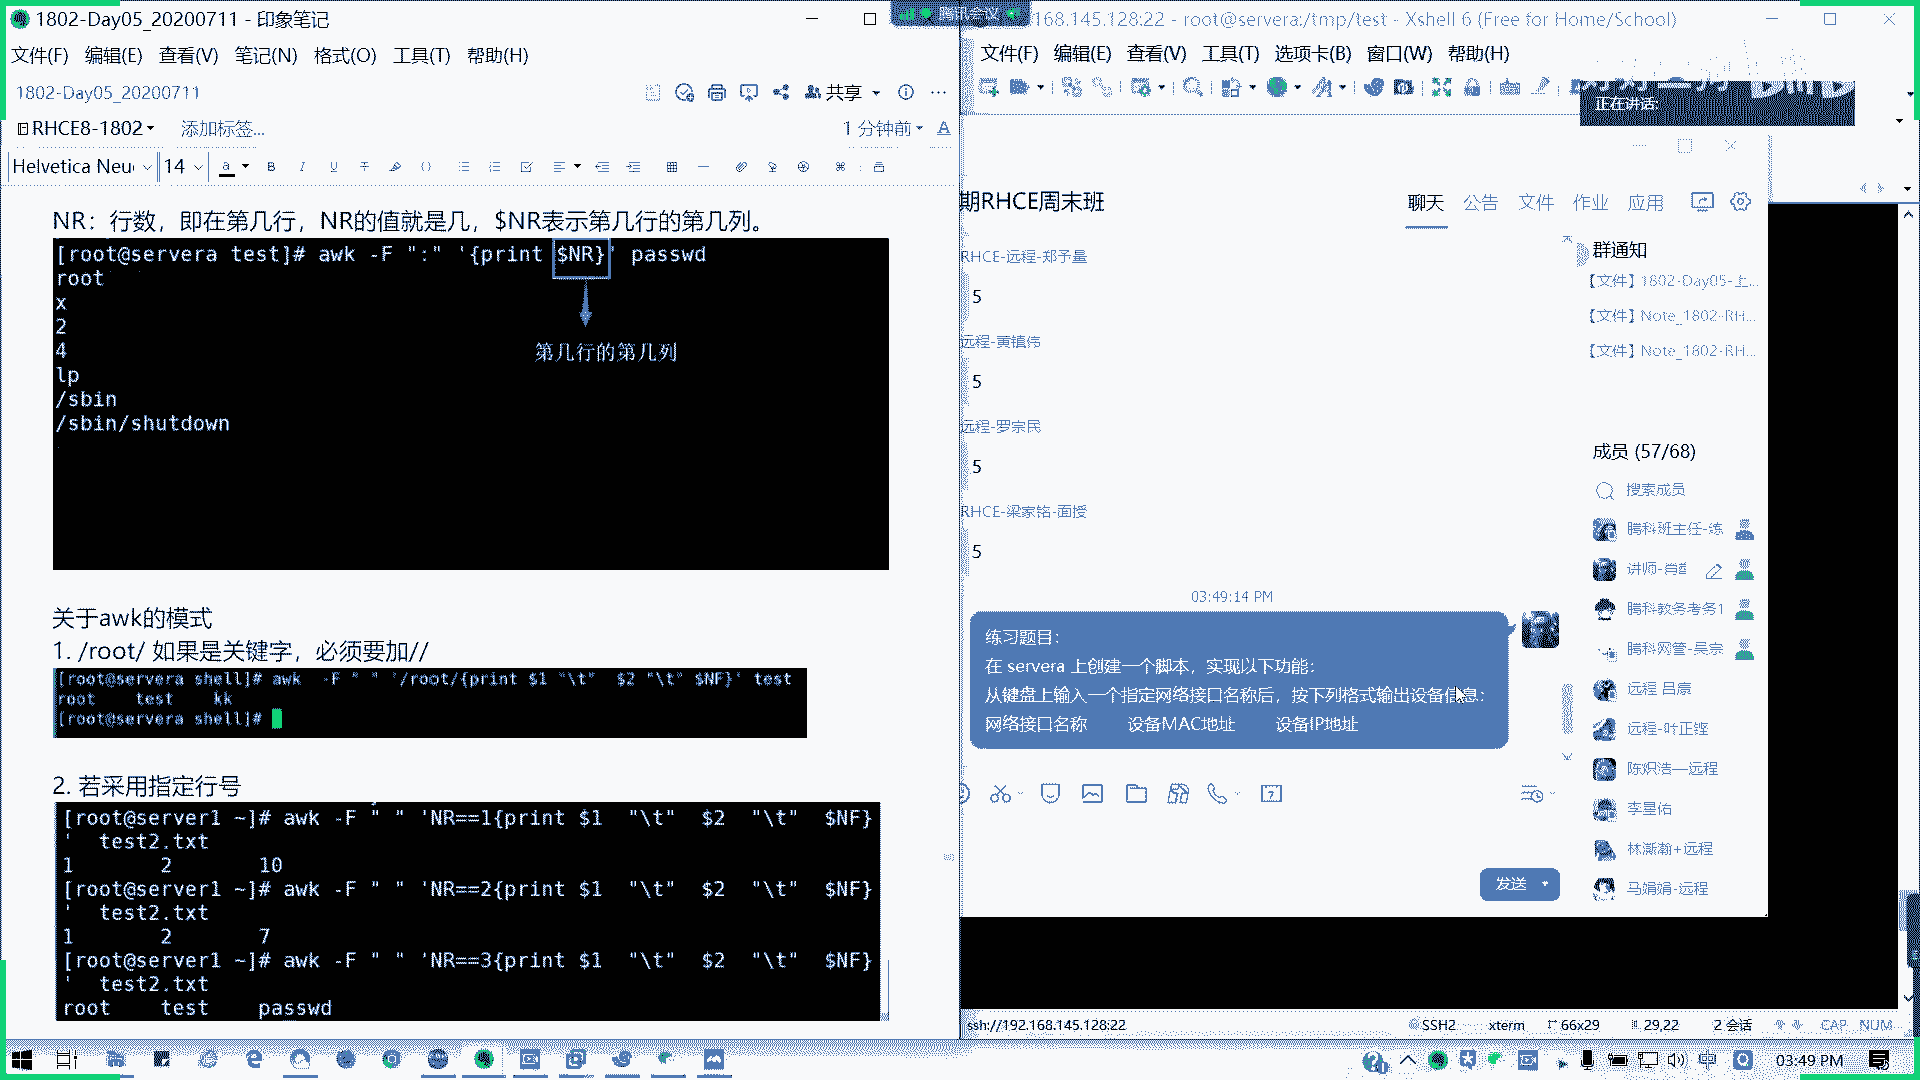 1802-Day05_20200711 - 印象笔记
文件(F) 编辑(E) 查看(V) 笔记(N) 格式(O) 工具(T) 帮助(H)
1802-Day05_20200711
共享
RHCE8-1802
添加标签...
1 分钟前
Helvetica Neu
14
NR：行数，即在第几行，NR的值就是几，$NR表示第几行的第几列。
[root@servera test]# awk -F ":" '{print $NR}' passwd
root
x
2
4
lp
/sbin
/sbin/shutdown
第几行的第几列
关于awk的模式
1. /root/ 如果是关键字，必须要加//
[root@servera shell]# awk -F " " '/root/{print $1 "\t" $2 "\t" $NF}' test
root test kk
[root@servera shell]#
2. 若采用指定行号
[root@server1 ~]# awk -F " " 'NR==1{print $1 "\t" $2 "\t" $NF}
' test2.txt
1 2 10
[root@server1 ~]# awk -F " " 'NR==2{print $1 "\t" $2 "\t" $NF}
' test2.txt
1 2 7
[root@server1 ~]# awk -F " " 'NR==3{print $1 "\t" $2 "\t" $NF}
' test2.txt
root test passwd
腾讯会议
168.145.128:22 - root@servera:/tmp/test - Xshell 6 (Free for Home/School)
文件(F) 编辑(E) 查看(V) 工具(T) 选项卡(B) 窗口(W) 帮助(H)
正在讲话:
期RHCE周末班
聊天 公告 文件 作业 应用
RHCE-远程-郑予量
5
远程-黄镇伟
5
远程-罗宗民
5
RHCE-梁家铭-面授
5
03:49:14 PM
练习题目：
在 servera 上创建一个脚本，实现以下功能：
从键盘上输入一个指定网络接口名称后，按下列格式输出设备信息：
网络接口名称 设备MAC地址 设备IP地址
发送
群通知
【文件】1802-Day05-上...
【文件】Note_1802-RH...
【文件】Note_1802-RH...
成员 (57/68)
搜索成员
腾科班主任-练
讲师-肖
腾科教务考务1
腾科网管-吴宗
远程 吕豪
远程-叶正铿
陈炽浩—远程
李昱佑
林渐瀚+远程
马娟娟-远程
ssh://192.168.145.128:22
SSH2
xterm
66x29
29,22
2 会话
CAP NUM
中
03:49 PM